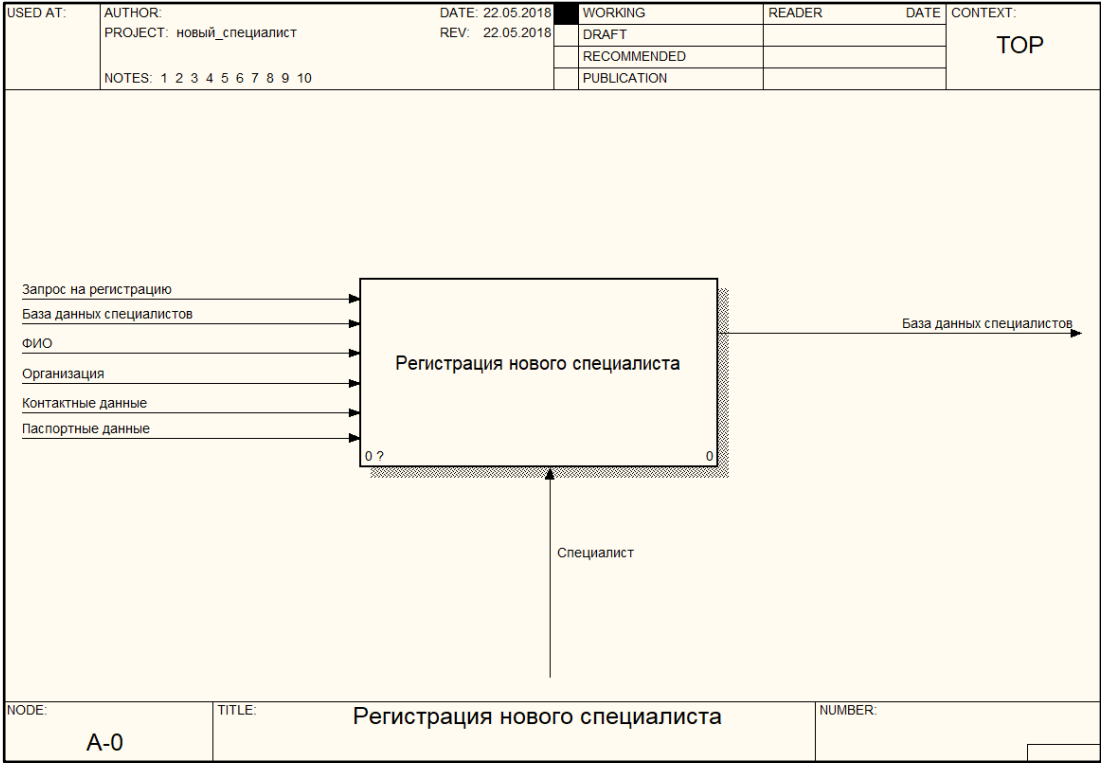 USED AT:
AUTHOR:
DATE: 22.05.2018
WORKING
READER
DATE
CONTEXT:
PROJECT: новый_специалист
REV: 22.05.2018
DRAFT
TOP
RECOMMENDED
NOTES: 1 2 3 4 5 6 7 8 9 10
PUBLICATION
Запрос на регистрацию
База данных специалистов
ФИО
Организация
Контактные данные
Паспортные данные
Регистрация нового специалиста
0 ?
0
База данных специалистов
Специалист
NODE:
A-0
TITLE:
Регистрация нового специалиста
NUMBER: